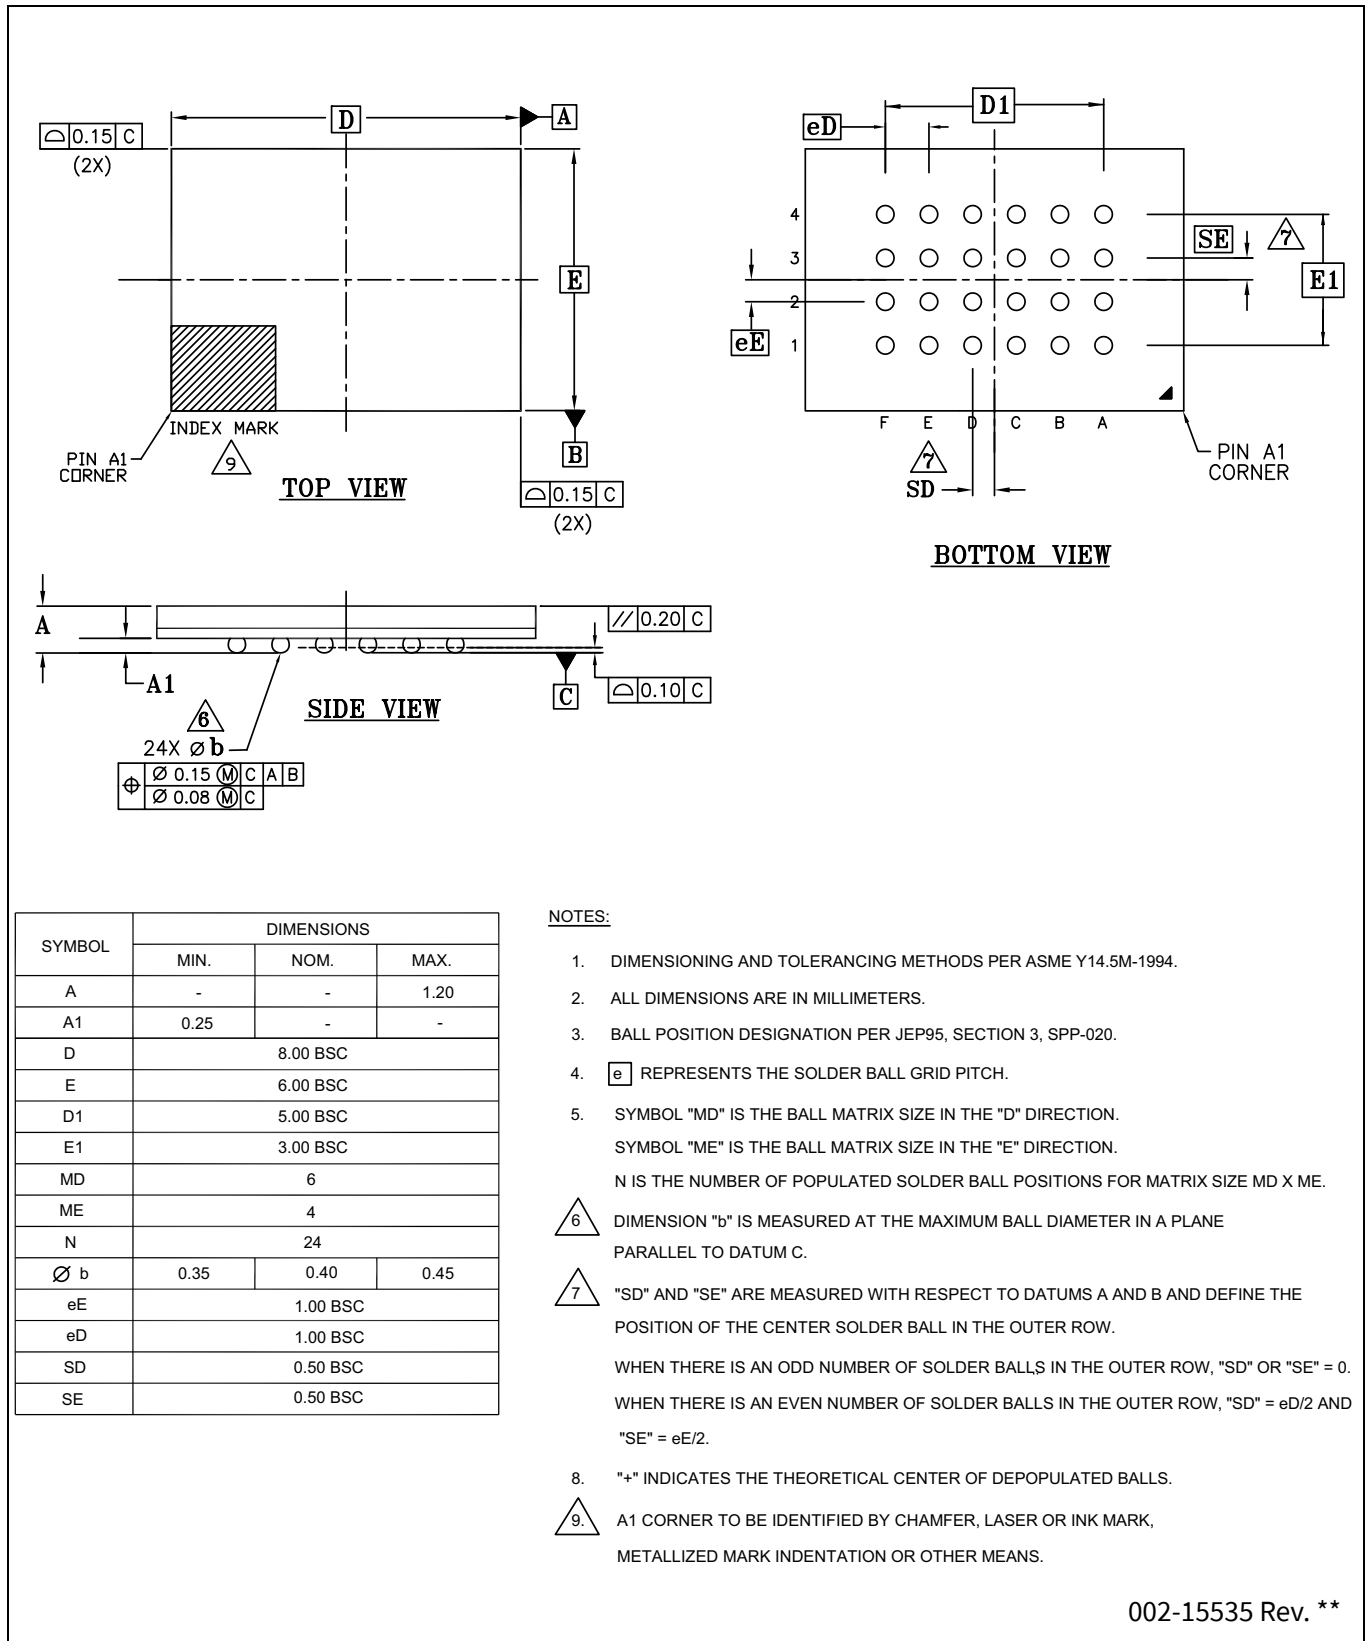 D
A
0.15 C
(2X)
E
INDEX MARK
9
PIN A1
CORNER
B
TOP VIEW
0.15 C
(2X)
D1
eD
4
3
2
1
SE
7
E1
eE
F E D C B A
7
SD
PIN A1
CORNER
BOTTOM VIEW
A
A1
// 0.20 C
C
0.10 C
6
SIDE VIEW
24X Ø b
⌖ Ø 0.15 Ⓜ C A B
Ø 0.08 Ⓜ C
SYMBOL DIMENSIONS
MIN. NOM. MAX.
A - - 1.20
A1 0.25 - -
D 8.00 BSC
E 6.00 BSC
D1 5.00 BSC
E1 3.00 BSC
MD 6
ME 4
N 24
Ø b 0.35 0.40 0.45
eE 1.00 BSC
eD 1.00 BSC
SD 0.50 BSC
SE 0.50 BSC
NOTES:
1. DIMENSIONING AND TOLERANCING METHODS PER ASME Y14.5M-1994.
2. ALL DIMENSIONS ARE IN MILLIMETERS.
3. BALL POSITION DESIGNATION PER JEP95, SECTION 3, SPP-020.
4. e REPRESENTS THE SOLDER BALL GRID PITCH.
5. SYMBOL "MD" IS THE BALL MATRIX SIZE IN THE "D" DIRECTION.
SYMBOL "ME" IS THE BALL MATRIX SIZE IN THE "E" DIRECTION.
N IS THE NUMBER OF POPULATED SOLDER BALL POSITIONS FOR MATRIX SIZE MD X ME.
6 DIMENSION "b" IS MEASURED AT THE MAXIMUM BALL DIAMETER IN A PLANE
PARALLEL TO DATUM C.
7 "SD" AND "SE" ARE MEASURED WITH RESPECT TO DATUMS A AND B AND DEFINE THE
POSITION OF THE CENTER SOLDER BALL IN THE OUTER ROW.
WHEN THERE IS AN ODD NUMBER OF SOLDER BALLS IN THE OUTER ROW, "SD" OR "SE" = 0.
WHEN THERE IS AN EVEN NUMBER OF SOLDER BALLS IN THE OUTER ROW, "SD" = eD/2 AND
"SE" = eE/2.
8. "+" INDICATES THE THEORETICAL CENTER OF DEPOPULATED BALLS.
9. A1 CORNER TO BE IDENTIFIED BY CHAMFER, LASER OR INK MARK,
METALLIZED MARK INDENTATION OR OTHER MEANS.
002-15535 Rev. **